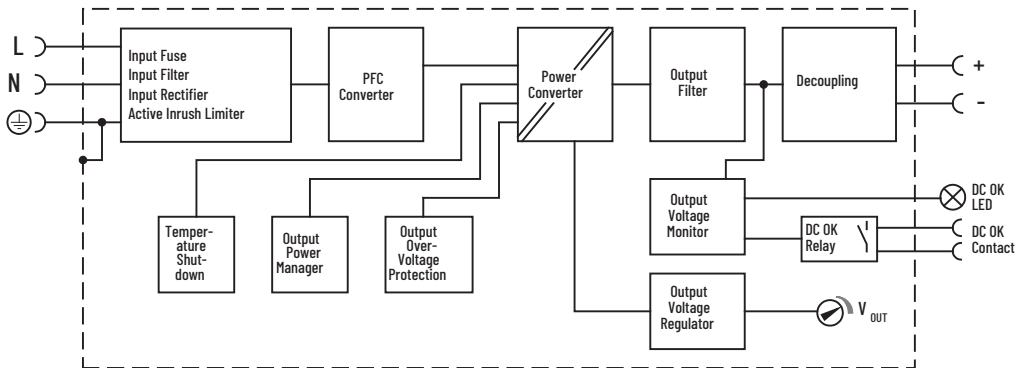 L
N
Input Fuse
Input Filter
Input Rectifier
Active Inrush Limiter
PFC
Converter
Power
Converter
Output
Filter
Decoupling
+
-
Temper-
ature
Shut-
down
Output
Power
Manager
Output
Over-
Voltage
Protection
Output
Voltage
Monitor
DC OK
Relay
DC OK
LED
DC OK
Contact
Output
Voltage
Regulator
V OUT